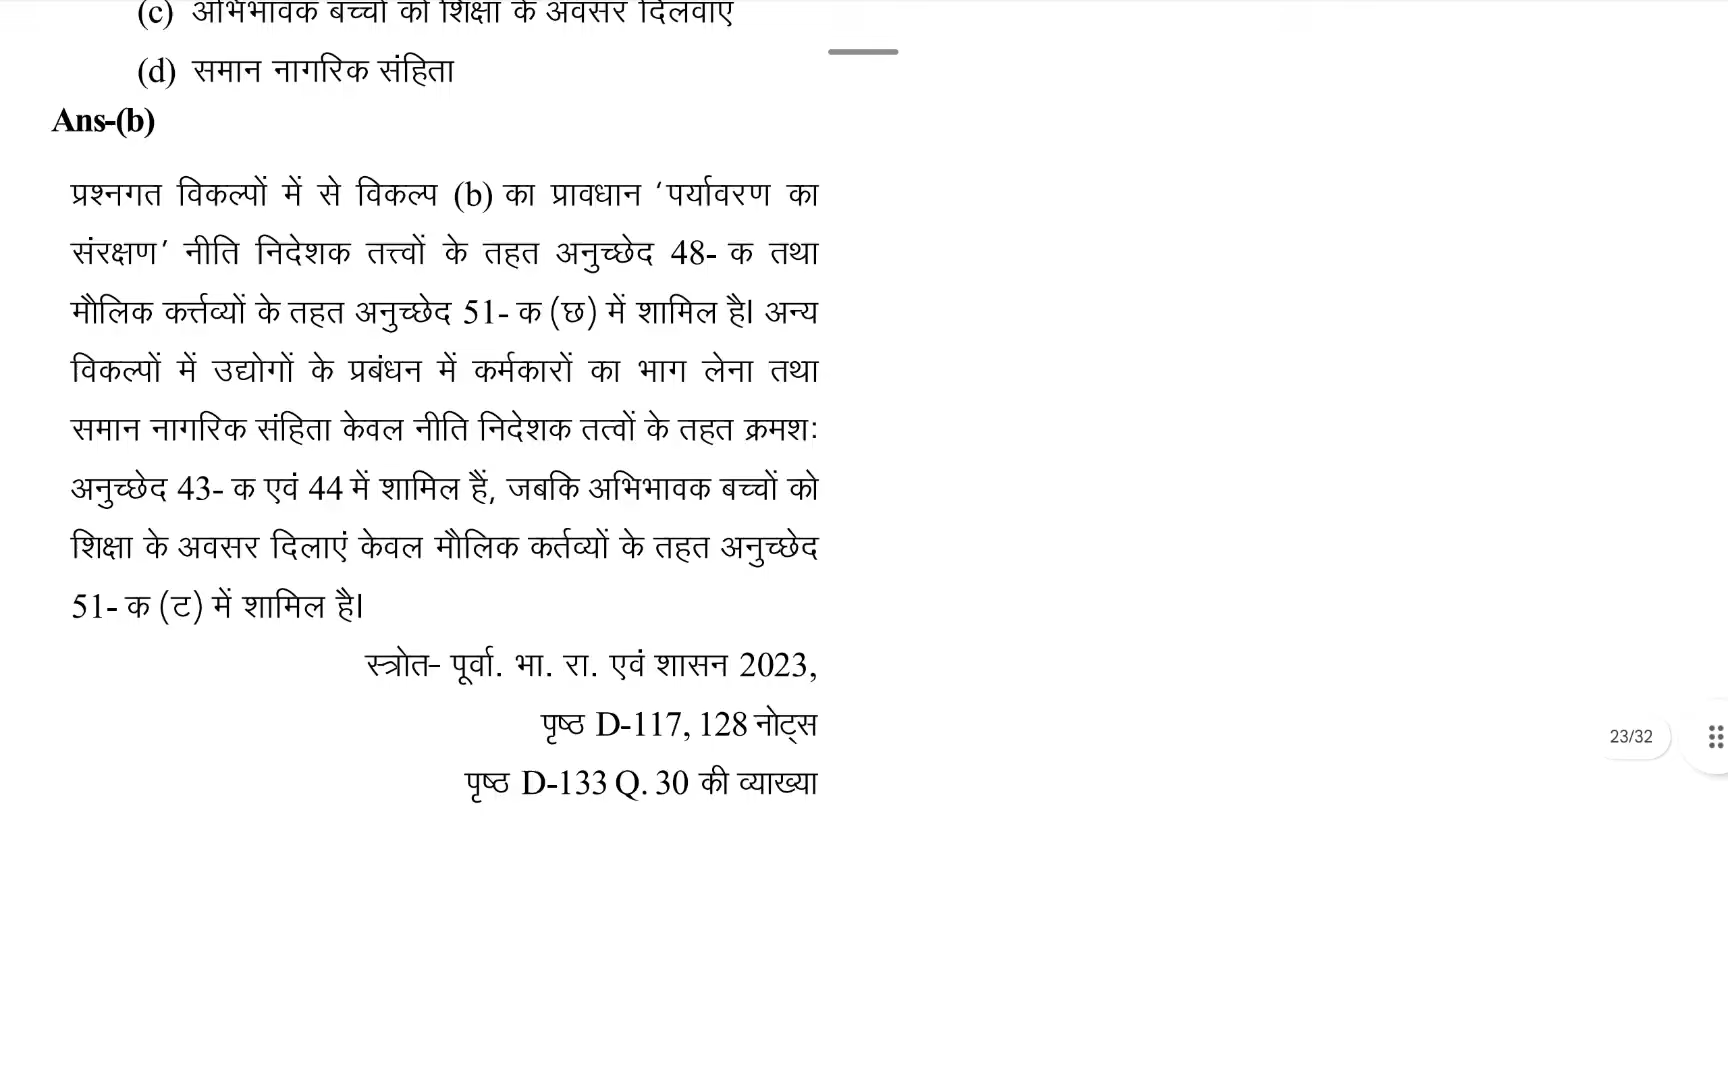 (c) अभिभावक बच्चों को शिक्षा के अवसर दिलवाएं
(d) समान नागरिक संहिता
Ans-(b)
प्रश्नगत विकल्पों में से विकल्प (b) का प्रावधान ‘पर्यावरण का
संरक्षण’ नीति निदेशक तत्त्वों के तहत अनुच्छेद 48- क तथा
मौलिक कर्त्तव्यों के तहत अनुच्छेद 51- क (छ) में शामिल है। अन्य
विकल्पों में उद्योगों के प्रबंधन में कर्मकारों का भाग लेना तथा
समान नागरिक संहिता केवल नीति निदेशक तत्वों के तहत क्रमशः
अनुच्छेद 43- क एवं 44 में शामिल हैं, जबकि अभिभावक बच्चों को
शिक्षा के अवसर दिलाएं केवल मौलिक कर्तव्यों के तहत अनुच्छेद
51- क (ट) में शामिल है।
स्त्रोत- पूर्वा. भा. रा. एवं शासन 2023,
पृष्ठ D-117, 128 नोट्स
पृष्ठ D-133 Q. 30 की व्याख्या
23/32